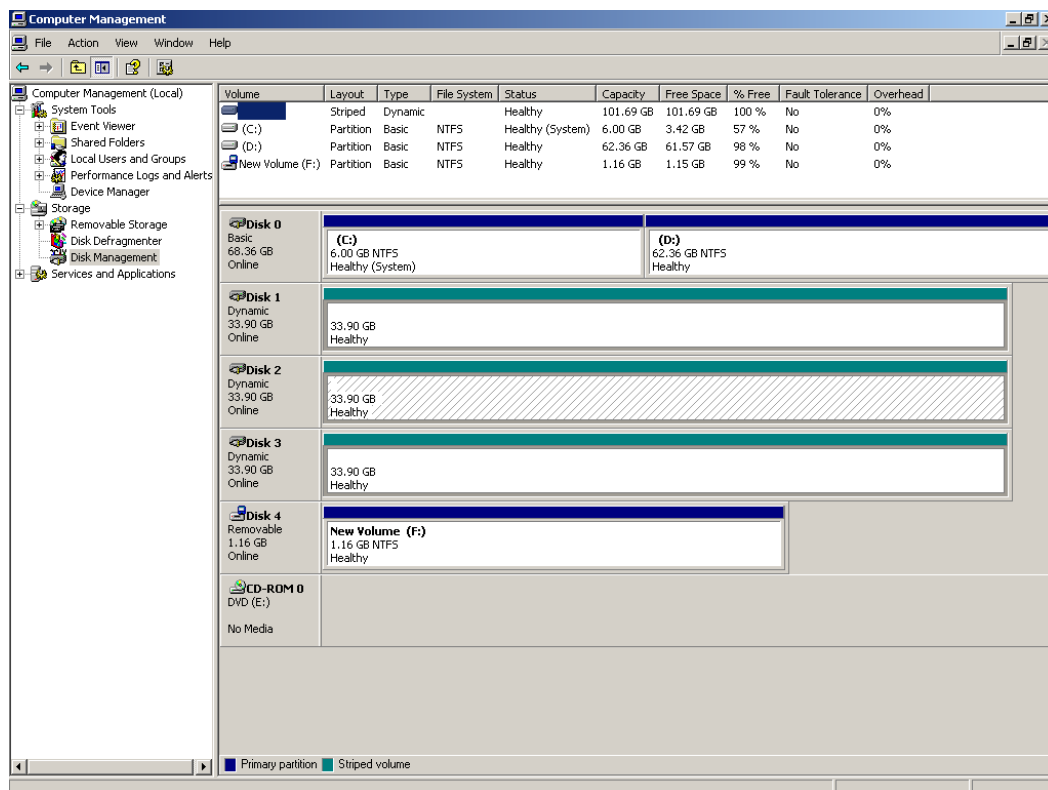 Computer Management
File Action View Window Help
Computer Management (Local)
System Tools
Event Viewer
Shared Folders
Local Users and Groups
Performance Logs and Alerts
Device Manager
Storage
Removable Storage
Disk Defragmenter
Disk Management
Services and Applications
Volume Layout Type File System Status Capacity Free Space % Free Fault Tolerance Overhead
Striped Dynamic Healthy 101.69 GB 101.69 GB 100 % No 0%
(C:) Partition Basic NTFS Healthy (System) 6.00 GB 3.42 GB 57 % No 0%
(D:) Partition Basic NTFS Healthy 62.36 GB 61.57 GB 98 % No 0%
New Volume (F:) Partition Basic NTFS Healthy 1.16 GB 1.15 GB 99 % No 0%
Disk 0
Basic
68.36 GB
Online
(C:)
6.00 GB NTFS
Healthy (System)
(D:)
62.36 GB NTFS
Healthy
Disk 1
Dynamic
33.90 GB
Online
33.90 GB
Healthy
Disk 2
Dynamic
33.90 GB
Online
33.90 GB
Healthy
Disk 3
Dynamic
33.90 GB
Online
33.90 GB
Healthy
Disk 4
Removable
1.16 GB
Online
New Volume (F:)
1.16 GB NTFS
Healthy
CD-ROM 0
DVD (E:)
No Media
Primary partition Striped volume